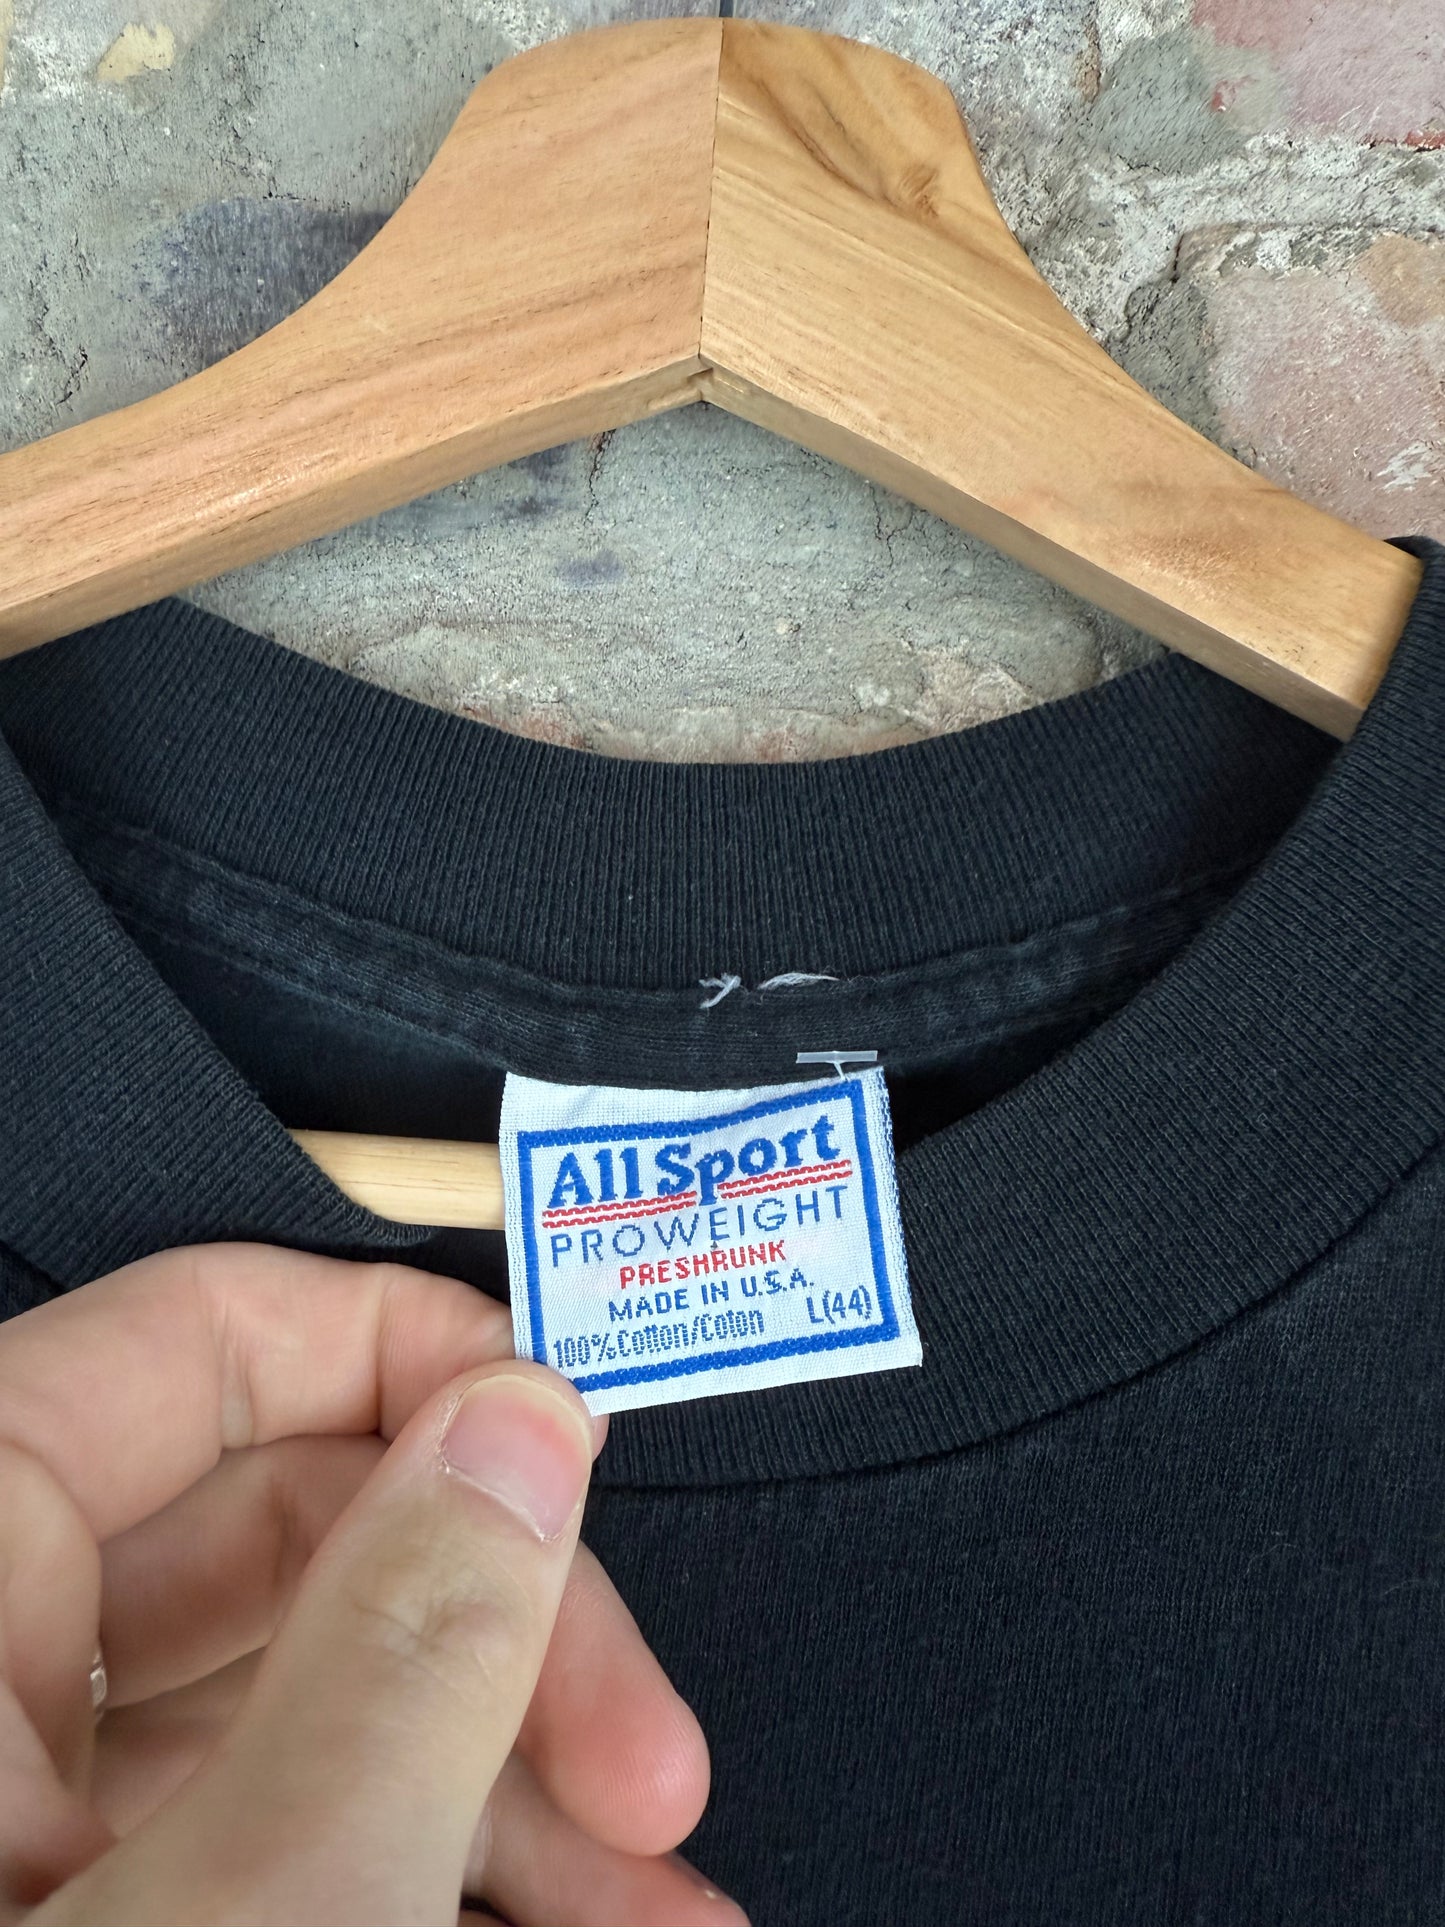 All Sport
PROWEIGHT
PRESHRUNK
MADE IN U.S.A.
100% Cotton/Coton L(44)